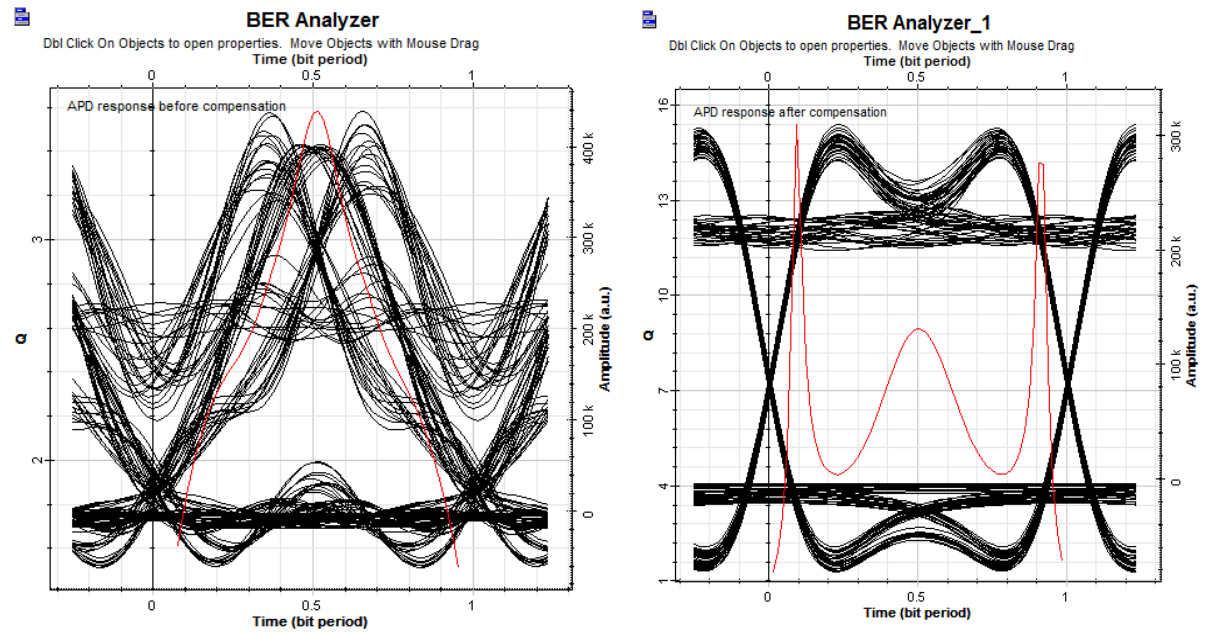 BER Analyzer
Dbl Click On Objects to open properties. Move Objects with Mouse Drag
Time (bit period)
0 0.5 1
APD response before compensation
Q
3
2
400 k
300 k
200 k
100 k
0
Amplitude (a.u.)
0 0.5 1
Time (bit period)
BER Analyzer_1
Dbl Click On Objects to open properties. Move Objects with Mouse Drag
Time (bit period)
0 0.5 1
APD response after compensation
Q
16
13
10
7
4
1
300 k
200 k
100 k
0
Amplitude (a.u.)
0 0.5 1
Time (bit period)